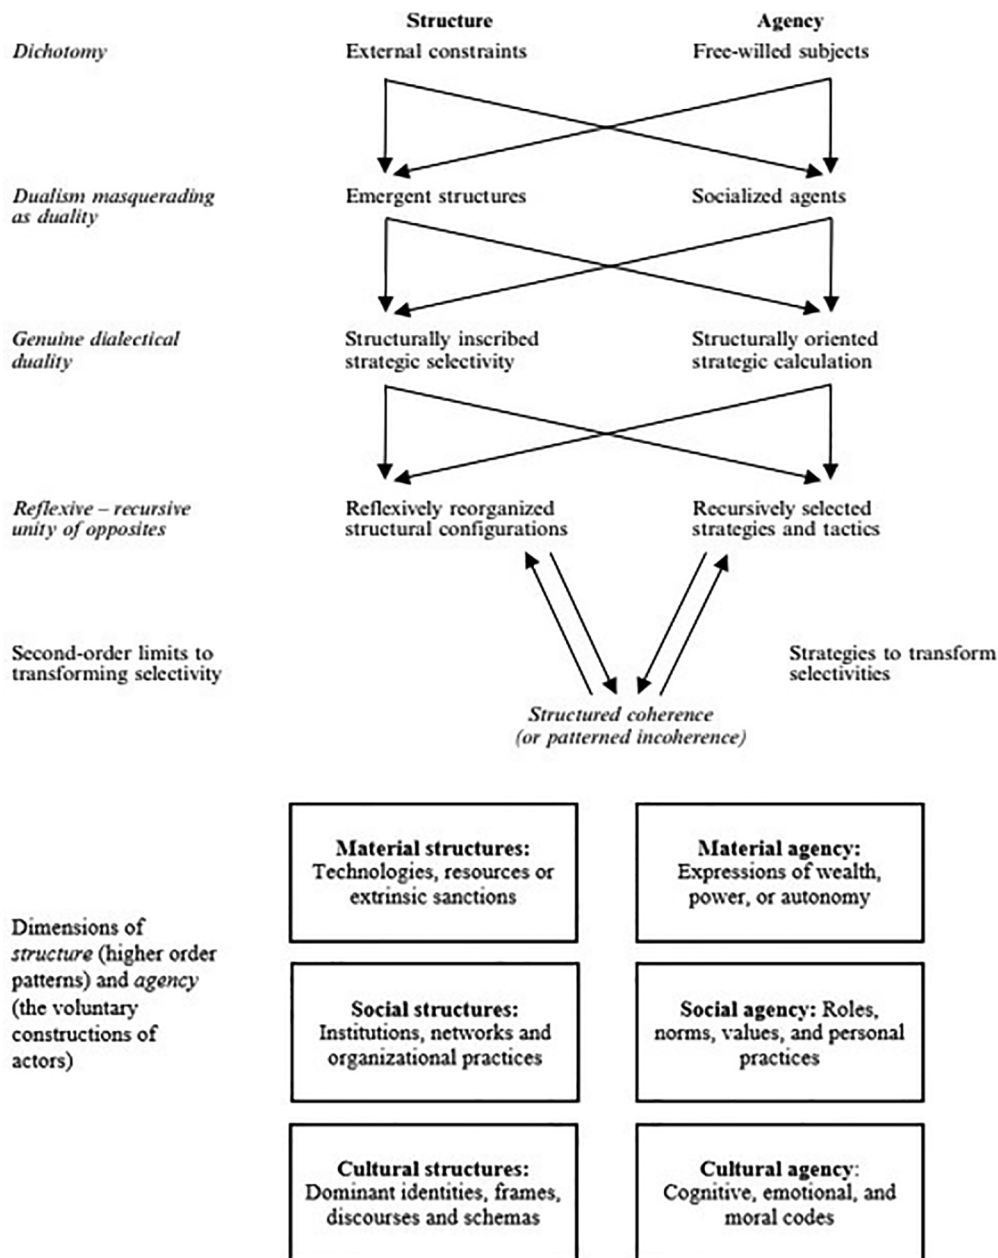 Structure
Agency
Dichotomy
External constraints
Free-willed subjects
Dualism masquerading
as duality
Emergent structures
Socialized agents
Genuine dialectical
duality
Structurally inscribed
strategic selectivity
Structurally oriented
strategic calculation
Reflexive – recursive
unity of opposites
Reflexively reorganized
structural configurations
Recursively selected
strategies and tactics
Second-order limits to
transforming selectivity
Strategies to transform
selectivities
Structured coherence
(or patterned incoherence)
Dimensions of
structure (higher order
patterns) and agency
(the voluntary
constructions of
actors)
Material structures:
Technologies, resources or
extrinsic sanctions
Material agency:
Expressions of wealth,
power, or autonomy
Social structures:
Institutions, networks and
organizational practices
Social agency: Roles,
norms, values, and personal
practices
Cultural structures:
Dominant identities, frames,
discourses and schemas
Cultural agency:
Cognitive, emotional, and
moral codes